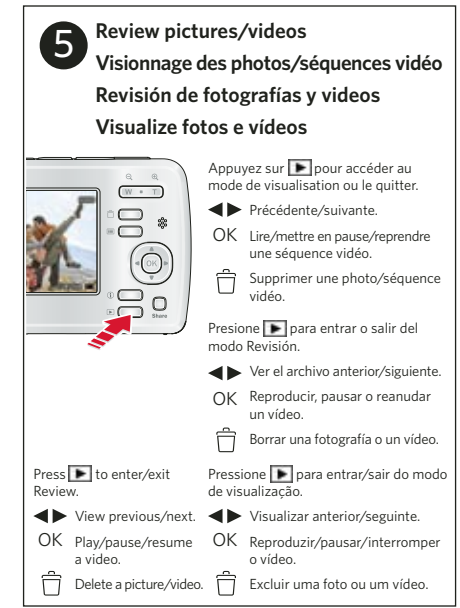 5
Review pictures/videos
Visionnage des photos/séquences vidéo
Revisión de fotografías y videos
Visualize fotos e vídeos
W T
OK
Share
Appuyez sur pour accéder au
mode de visualisation ou le quitter.
Précédente/suivante.
OK Lire/mettre en pause/reprendre
une séquence vidéo.
Supprimer une photo/séquence
vidéo.
Presione para entrar o salir del
modo Revisión.
Ver el archivo anterior/siguiente.
OK Reproducir, pausar o reanudar
un vídeo.
Borrar una fotografía o un vídeo.
Press to enter/exit
Review.
View previous/next.
OK Play/pause/resume
a video.
Delete a picture/video.
Pressione para entrar/sair do modo
de visualização.
Visualizar anterior/seguinte.
OK Reproduzir/pausar/interromper
o vídeo.
Excluir uma foto ou um vídeo.